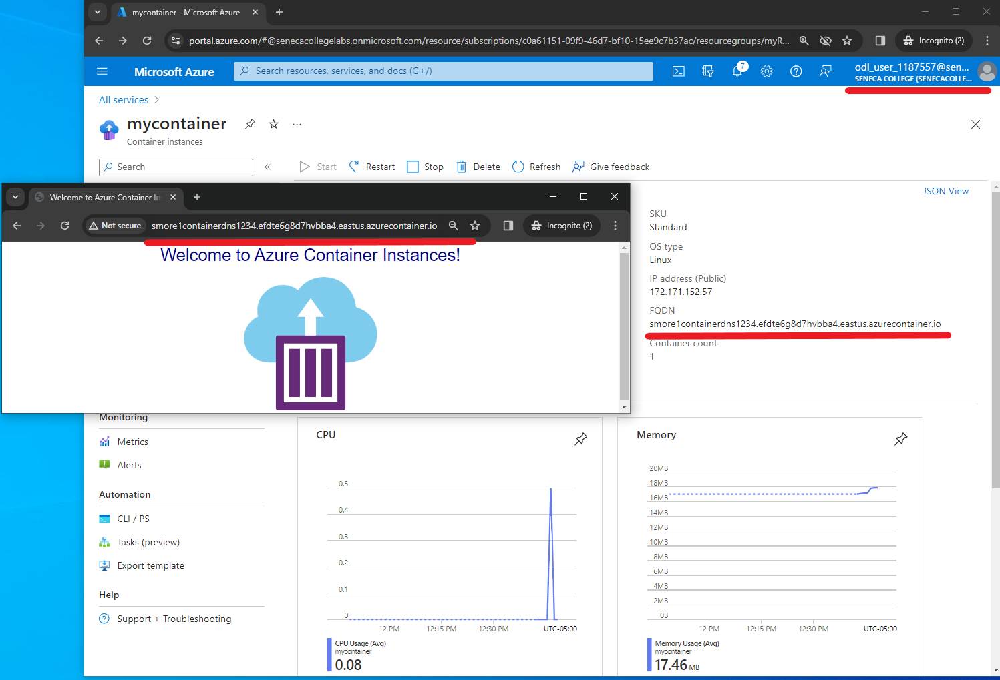 mycontainer - Microsoft Azure
portal.azure.com/#@senecacollegelabs.onmicrosoft.com/resource/subscriptions/c0a61151-09f9-46d7-bf10-15ee9c7b37ac/resourcegroups/myR...
Incognito (2)
Microsoft Azure
Search resources, services, and docs (G+/)
7
odl_user_1187557@sen...
SENECA COLLEGE (SENECACOLLE...
All services
mycontainer
Container instances
Search
Start
Restart
Stop
Delete
Refresh
Give feedback
JSON View
Welcome to Azure Container In
Not secure
smore1containerdns1234.efdte6g8d7hvbba4.eastus.azurecontainer.io
Incognito (2)
Welcome to Azure Container Instances!
SKU
Standard
OS type
Linux
IP address (Public)
172.171.152.57
FQDN
smore1containerdns1234.efdte6g8d7hvbba4.eastus.azurecontainer.io
Container count
1
Monitoring
Metrics
Alerts
Automation
CLI / PS
Tasks (preview)
Export template
Help
Support + Troubleshooting
CPU
0.5
0.4
0.3
0.2
0.1
0
12 PM
12:15 PM
12:30 PM
UTC-05:00
CPU Usage (Avg)
mycontainer
0.08
Memory
20MB
18MB
16MB
14MB
12MB
10MB
8MB
6MB
4MB
2MB
0B
12 PM
12:15 PM
12:30 PM
UTC-05:00
Memory Usage (Avg)
mycontainer
17.46 MB